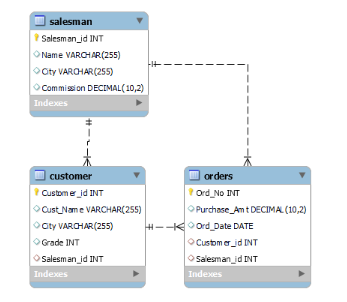 salesman
Salesman_id INT
Name VARCHAR(255)
City VARCHAR(255)
Commission DECIMAL(10,2)
Indexes
customer
Customer_id INT
Cust_Name VARCHAR(255)
City VARCHAR(255)
Grade INT
Salesman_id INT
Indexes
orders
Ord_No INT
Purchase_Amt DECIMAL(10,2)
Ord_Date DATE
Customer_id INT
Salesman_id INT
Indexes